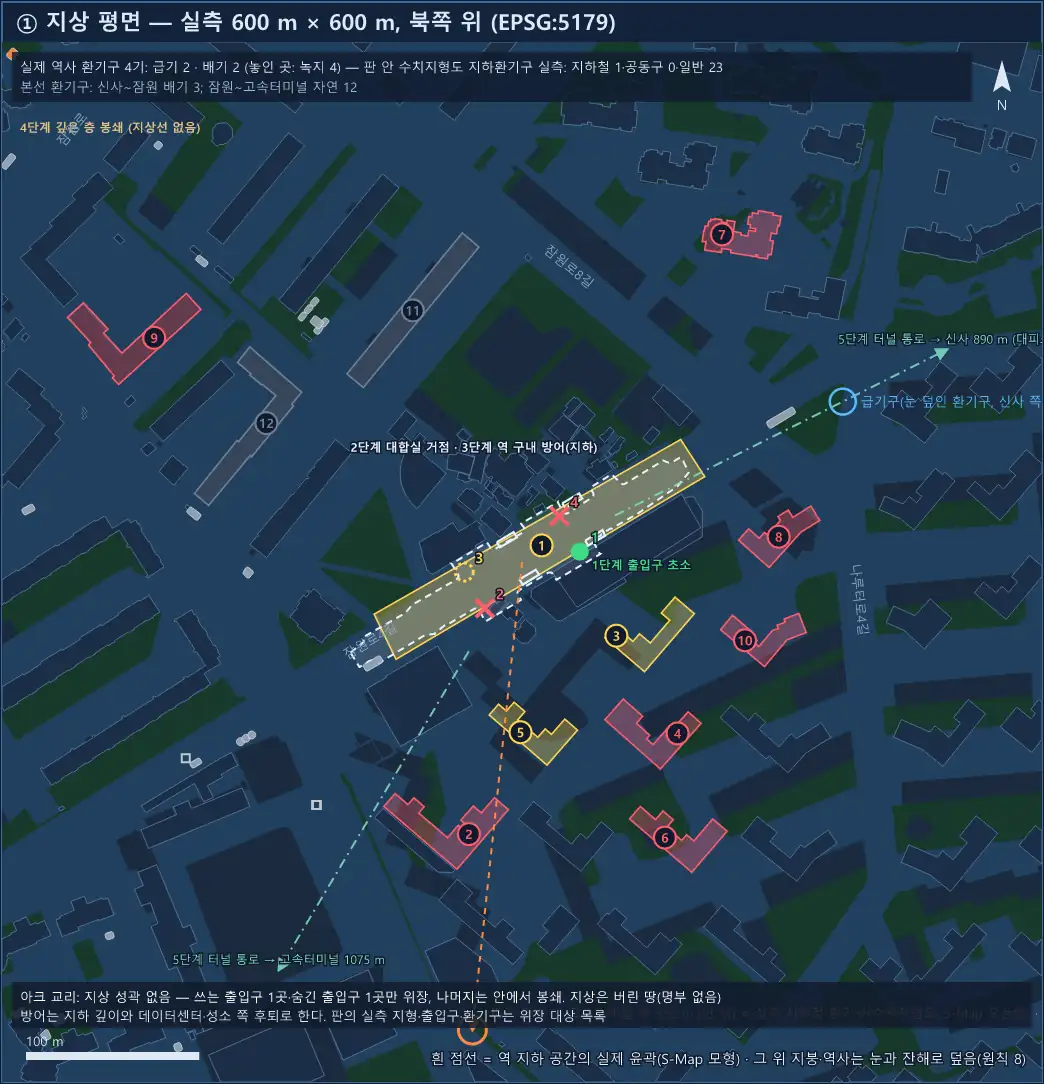 ① 지상 평면 — 실측 600 m × 600 m, 북쪽 위 (EPSG:5179)
실제 역사 환기구 4기: 급기 2 · 배기 2 (놓인 곳: 녹지 4) — 판 안 수치지형도 지하환기구 실측: 지하철 1·공동구 0·일반 23
본선 환기구: 신사~잠원 배기 3; 잠원~고속터미널 자연 12
N
4단계 깊은 층 봉쇄 (지상선 없음)
7
잠원로8길
11
9
5단계 터널 통로 → 신사 890 m (대피
급기구(눈 덮인 환기구, 신사 쪽
12
2단계 대합실 거점 · 3단계 역 구내 방어(지하)
4
1
1
3
8
1단계 출입구 초소
나루터로4길
2
3
10
5
4
2
6
5단계 터널 통로 → 고속터미널 1075 m
아크 교리: 지상 성곽 없음 — 쓰는 출입구 1곳·숨긴 출입구 1곳만 위장, 나머지는 안에서 봉쇄. 지상은 버린 땅(명부 없음)
방어는 지하 깊이와 데이터센터·성소 쪽 후퇴로 한다. 판의 실측 지형·출입구·환기구는 위장 대상 목록
100 m
흰 점선 = 역 지하 공간의 실제 윤곽(S-Map 모형) · 그 위 지붕·역사는 눈과 잔해로 덮음(원칙 8)